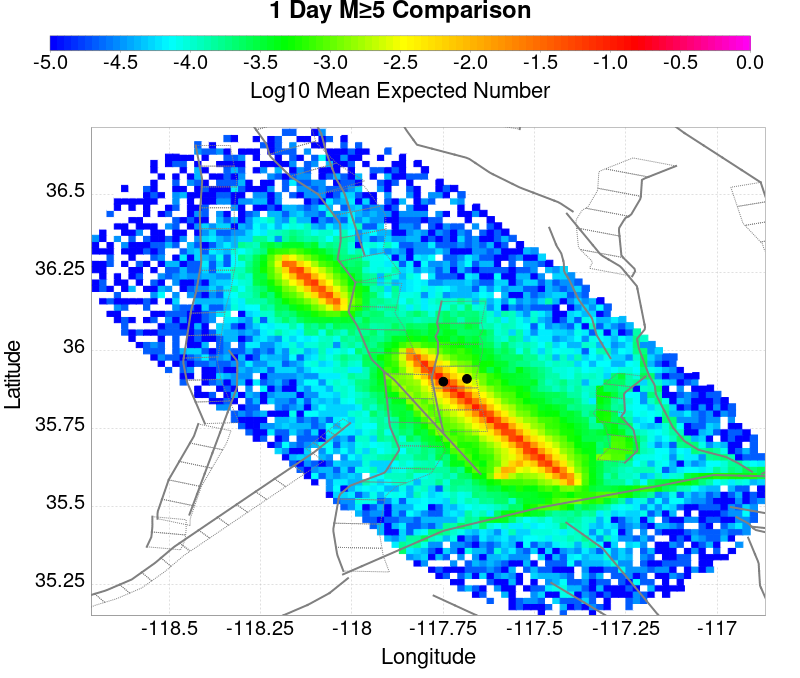 1 Day M≥5 Comparison
-5.0 -4.5 -4.0 -3.5 -3.0 -2.5 -2.0 -1.5 -1.0 -0.5 0.0
Log10 Mean Expected Number
36.5
36.25
36
35.75
35.5
35.25
Latitude
-118.5 -118.25 -118 -117.75 -117.5 -117.25 -117
Longitude